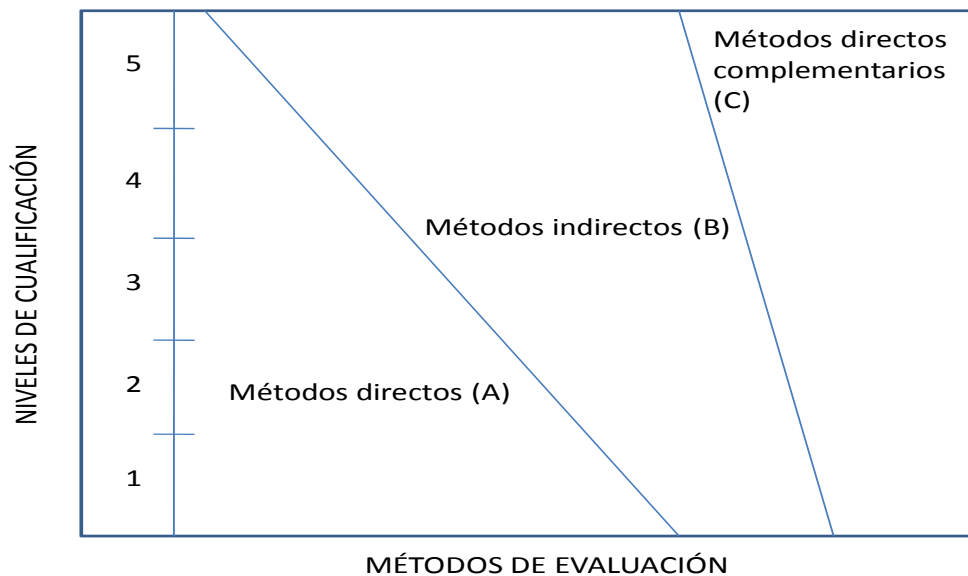 NIVELES DE CUALIFICACIÓN
5
4
3
2
1
Métodos directos
complementarios
(C)
Métodos indirectos (B)
Métodos directos (A)
MÉTODOS DE EVALUACIÓN